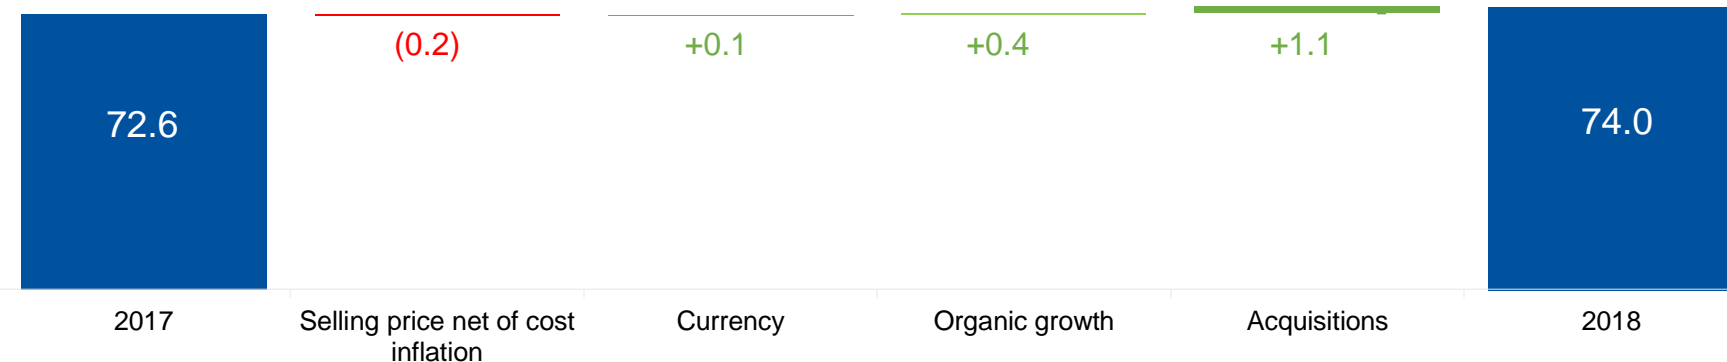 (0.2)
+0.1
+0.4
+1.1
72.6
74.0
2017
Selling price net of cost
inflation
Currency
Organic growth
Acquisitions
2018